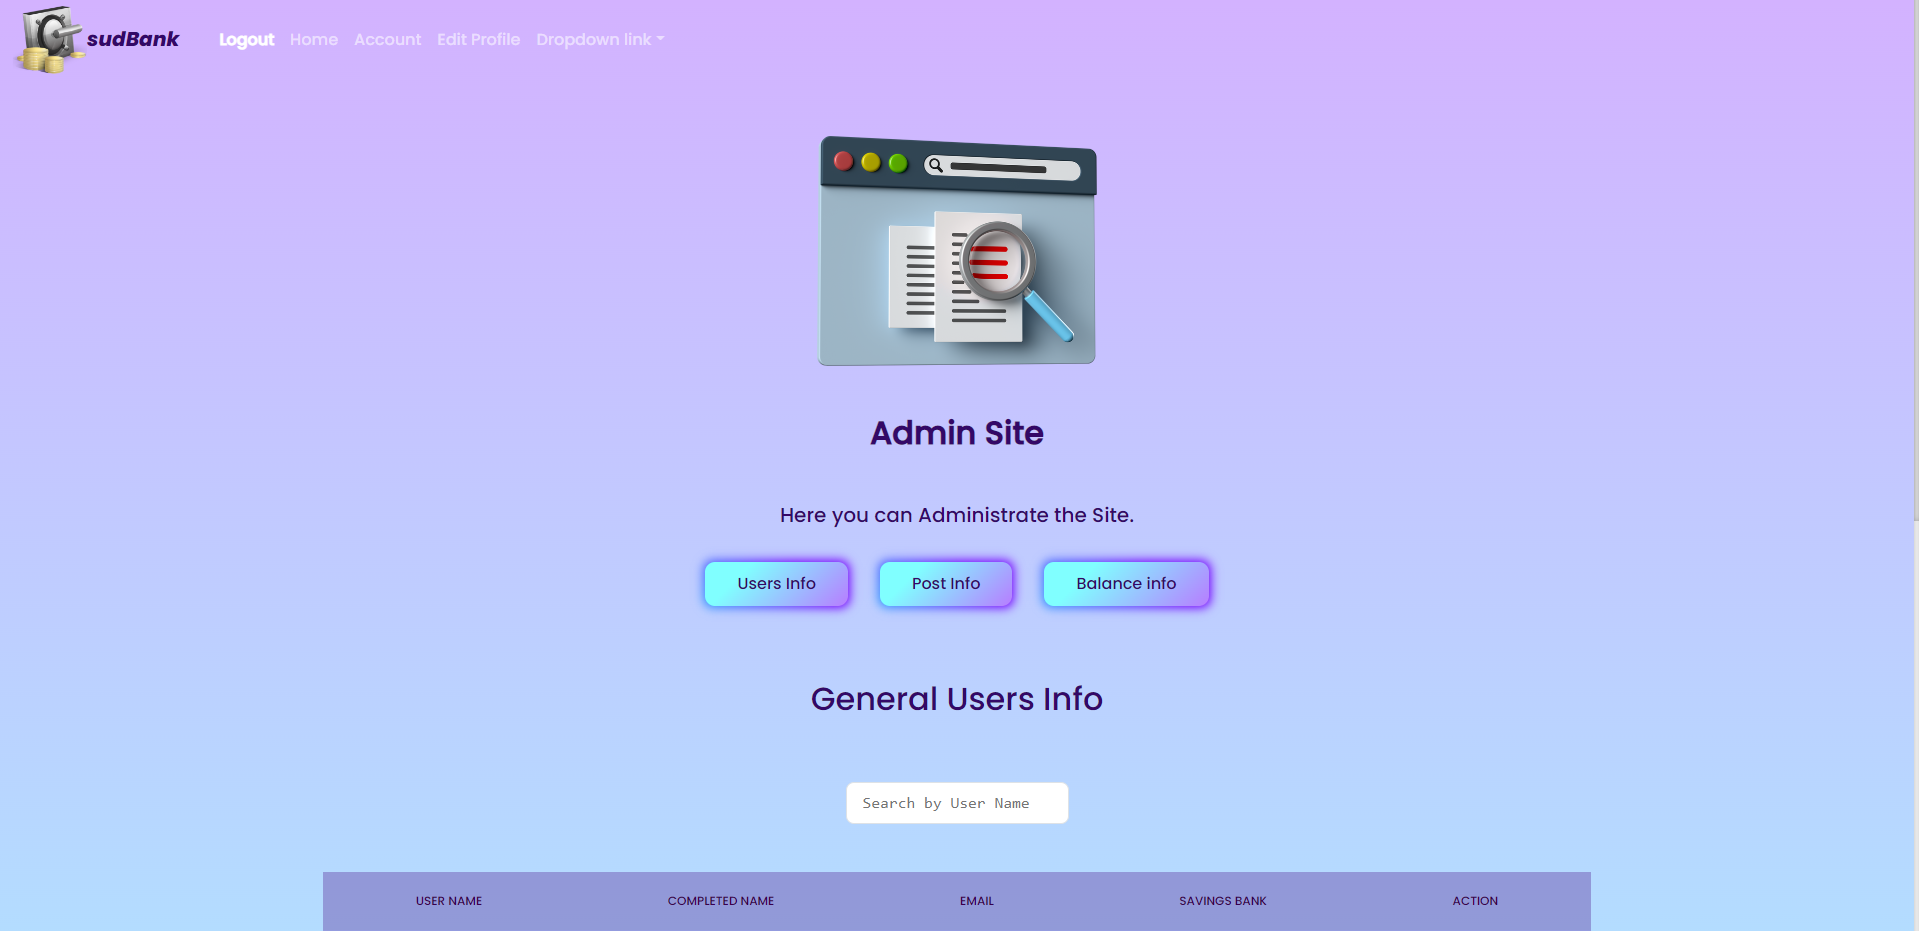 sudBank Logout Home Account Edit Profile Dropdown link
Admin Site
Here you can Administrate the Site.
Users Info Post Info Balance info
General Users Info
Search by User Name
USER NAME COMPLETED NAME EMAIL SAVINGS BANK ACTION